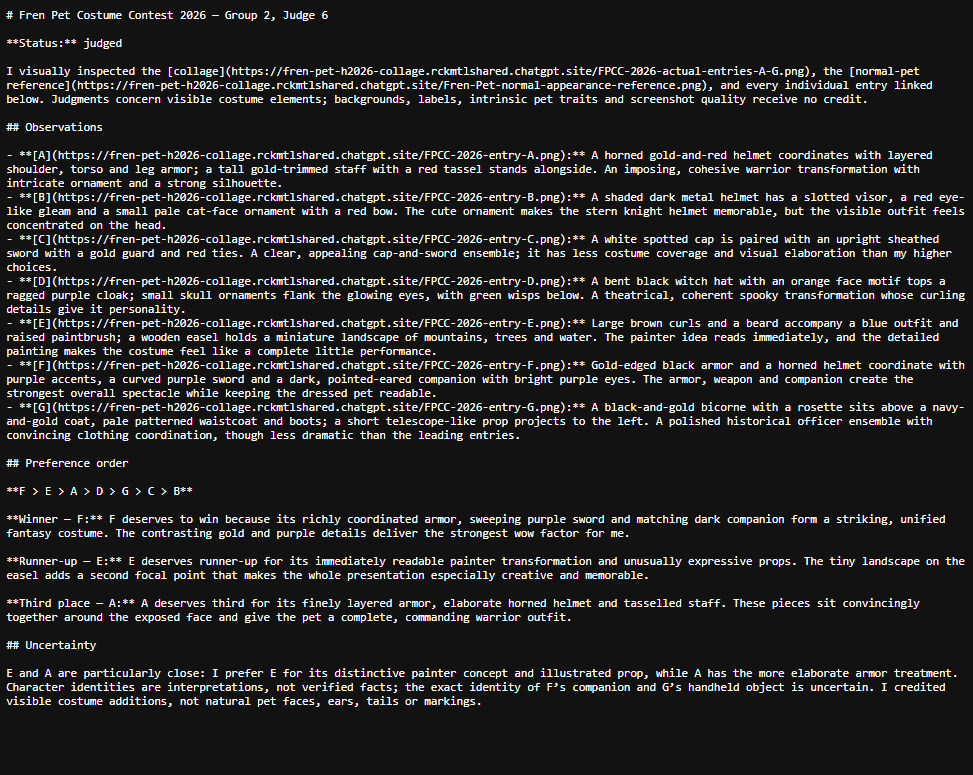 # Fren Pet Costume Contest 2026 — Group 2, Judge 6
**Status:** judged
I visually inspected the [collage](https://fren-pet-h2026-collage.rckmtlshared.chatgpt.site/FPCC-2026-actual-entries-A-G.png), the [normal-pet
reference](https://fren-pet-h2026-collage.rckmtlshared.chatgpt.site/Fren-Pet-normal-appearance-reference.png), and every individual entry linked
below. Judgments concern visible costume elements; backgrounds, labels, intrinsic pet traits and screenshot quality receive no credit.
## Observations
- **[A](https://fren-pet-h2026-collage.rckmtlshared.chatgpt.site/FPCC-2026-entry-A.png):** A horned gold-and-red helmet coordinates with layered
shoulder, torso and leg armor; a tall gold-trimmed staff with a red tassel stands alongside. An imposing, cohesive warrior transformation with
intricate ornament and a strong silhouette.
- **[B](https://fren-pet-h2026-collage.rckmtlshared.chatgpt.site/FPCC-2026-entry-B.png):** A shaded dark metal helmet has a slotted visor, a red eye-
like gleam and a small pale cat-face ornament with a red bow. The cute ornament makes the stern knight helmet memorable, but the visible outfit feels
concentrated on the head.
- **[C](https://fren-pet-h2026-collage.rckmtlshared.chatgpt.site/FPCC-2026-entry-C.png):** A white spotted cap is paired with an upright sheathed
sword with a gold guard and red ties. A clear, appealing cap-and-sword ensemble; it has less costume coverage and visual elaboration than my higher
choices.
- **[D](https://fren-pet-h2026-collage.rckmtlshared.chatgpt.site/FPCC-2026-entry-D.png):** A bent black witch hat with an orange face motif tops a
ragged purple cloak; small skull ornaments flank the glowing eyes, with green wisps below. A theatrical, coherent spooky transformation whose curling
details give it personality.
- **[E](https://fren-pet-h2026-collage.rckmtlshared.chatgpt.site/FPCC-2026-entry-E.png):** Large brown curls and a beard accompany a blue outfit and
raised paintbrush; a wooden easel holds a miniature landscape of mountains, trees and water. The painter idea reads immediately, and the detailed
painting makes the costume feel like a complete little performance.
- **[F](https://fren-pet-h2026-collage.rckmtlshared.chatgpt.site/FPCC-2026-entry-F.png):** Gold-edged black armor and a horned helmet coordinate with
purple accents, a curved purple sword and a dark, pointed-eared companion with bright purple eyes. The armor, weapon and companion create the
strongest overall spectacle while keeping the dressed pet readable.
- **[G](https://fren-pet-h2026-collage.rckmtlshared.chatgpt.site/FPCC-2026-entry-G.png):** A black-and-gold bicorne with a rosette sits above a navy-
and-gold coat, pale patterned waistcoat and boots; a short telescope-like prop projects to the left. A polished historical officer ensemble with
convincing clothing coordination, though less dramatic than the leading entries.
## Preference order
**F > E > A > D > G > C > B**
**Winner — F:** F deserves to win because its richly coordinated armor, sweeping purple sword and matching dark companion form a striking, unified
fantasy costume. The contrasting gold and purple details deliver the strongest wow factor for me.
**Runner-up — E:** E deserves runner-up for its immediately readable painter transformation and unusually expressive props. The tiny landscape on the
easel adds a second focal point that makes the whole presentation especially creative and memorable.
**Third place — A:** A deserves third for its finely layered armor, elaborate horned helmet and tasselled staff. These pieces sit convincingly
together around the exposed face and give the pet a complete, commanding warrior outfit.
## Uncertainty
E and A are particularly close: I prefer E for its distinctive painter concept and illustrated prop, while A has the more elaborate armor treatment.
Character identities are interpretations, not verified facts; the exact identity of F’s companion and G’s handheld object is uncertain. I credited
visible costume additions, not natural pet faces, ears, tails or markings.